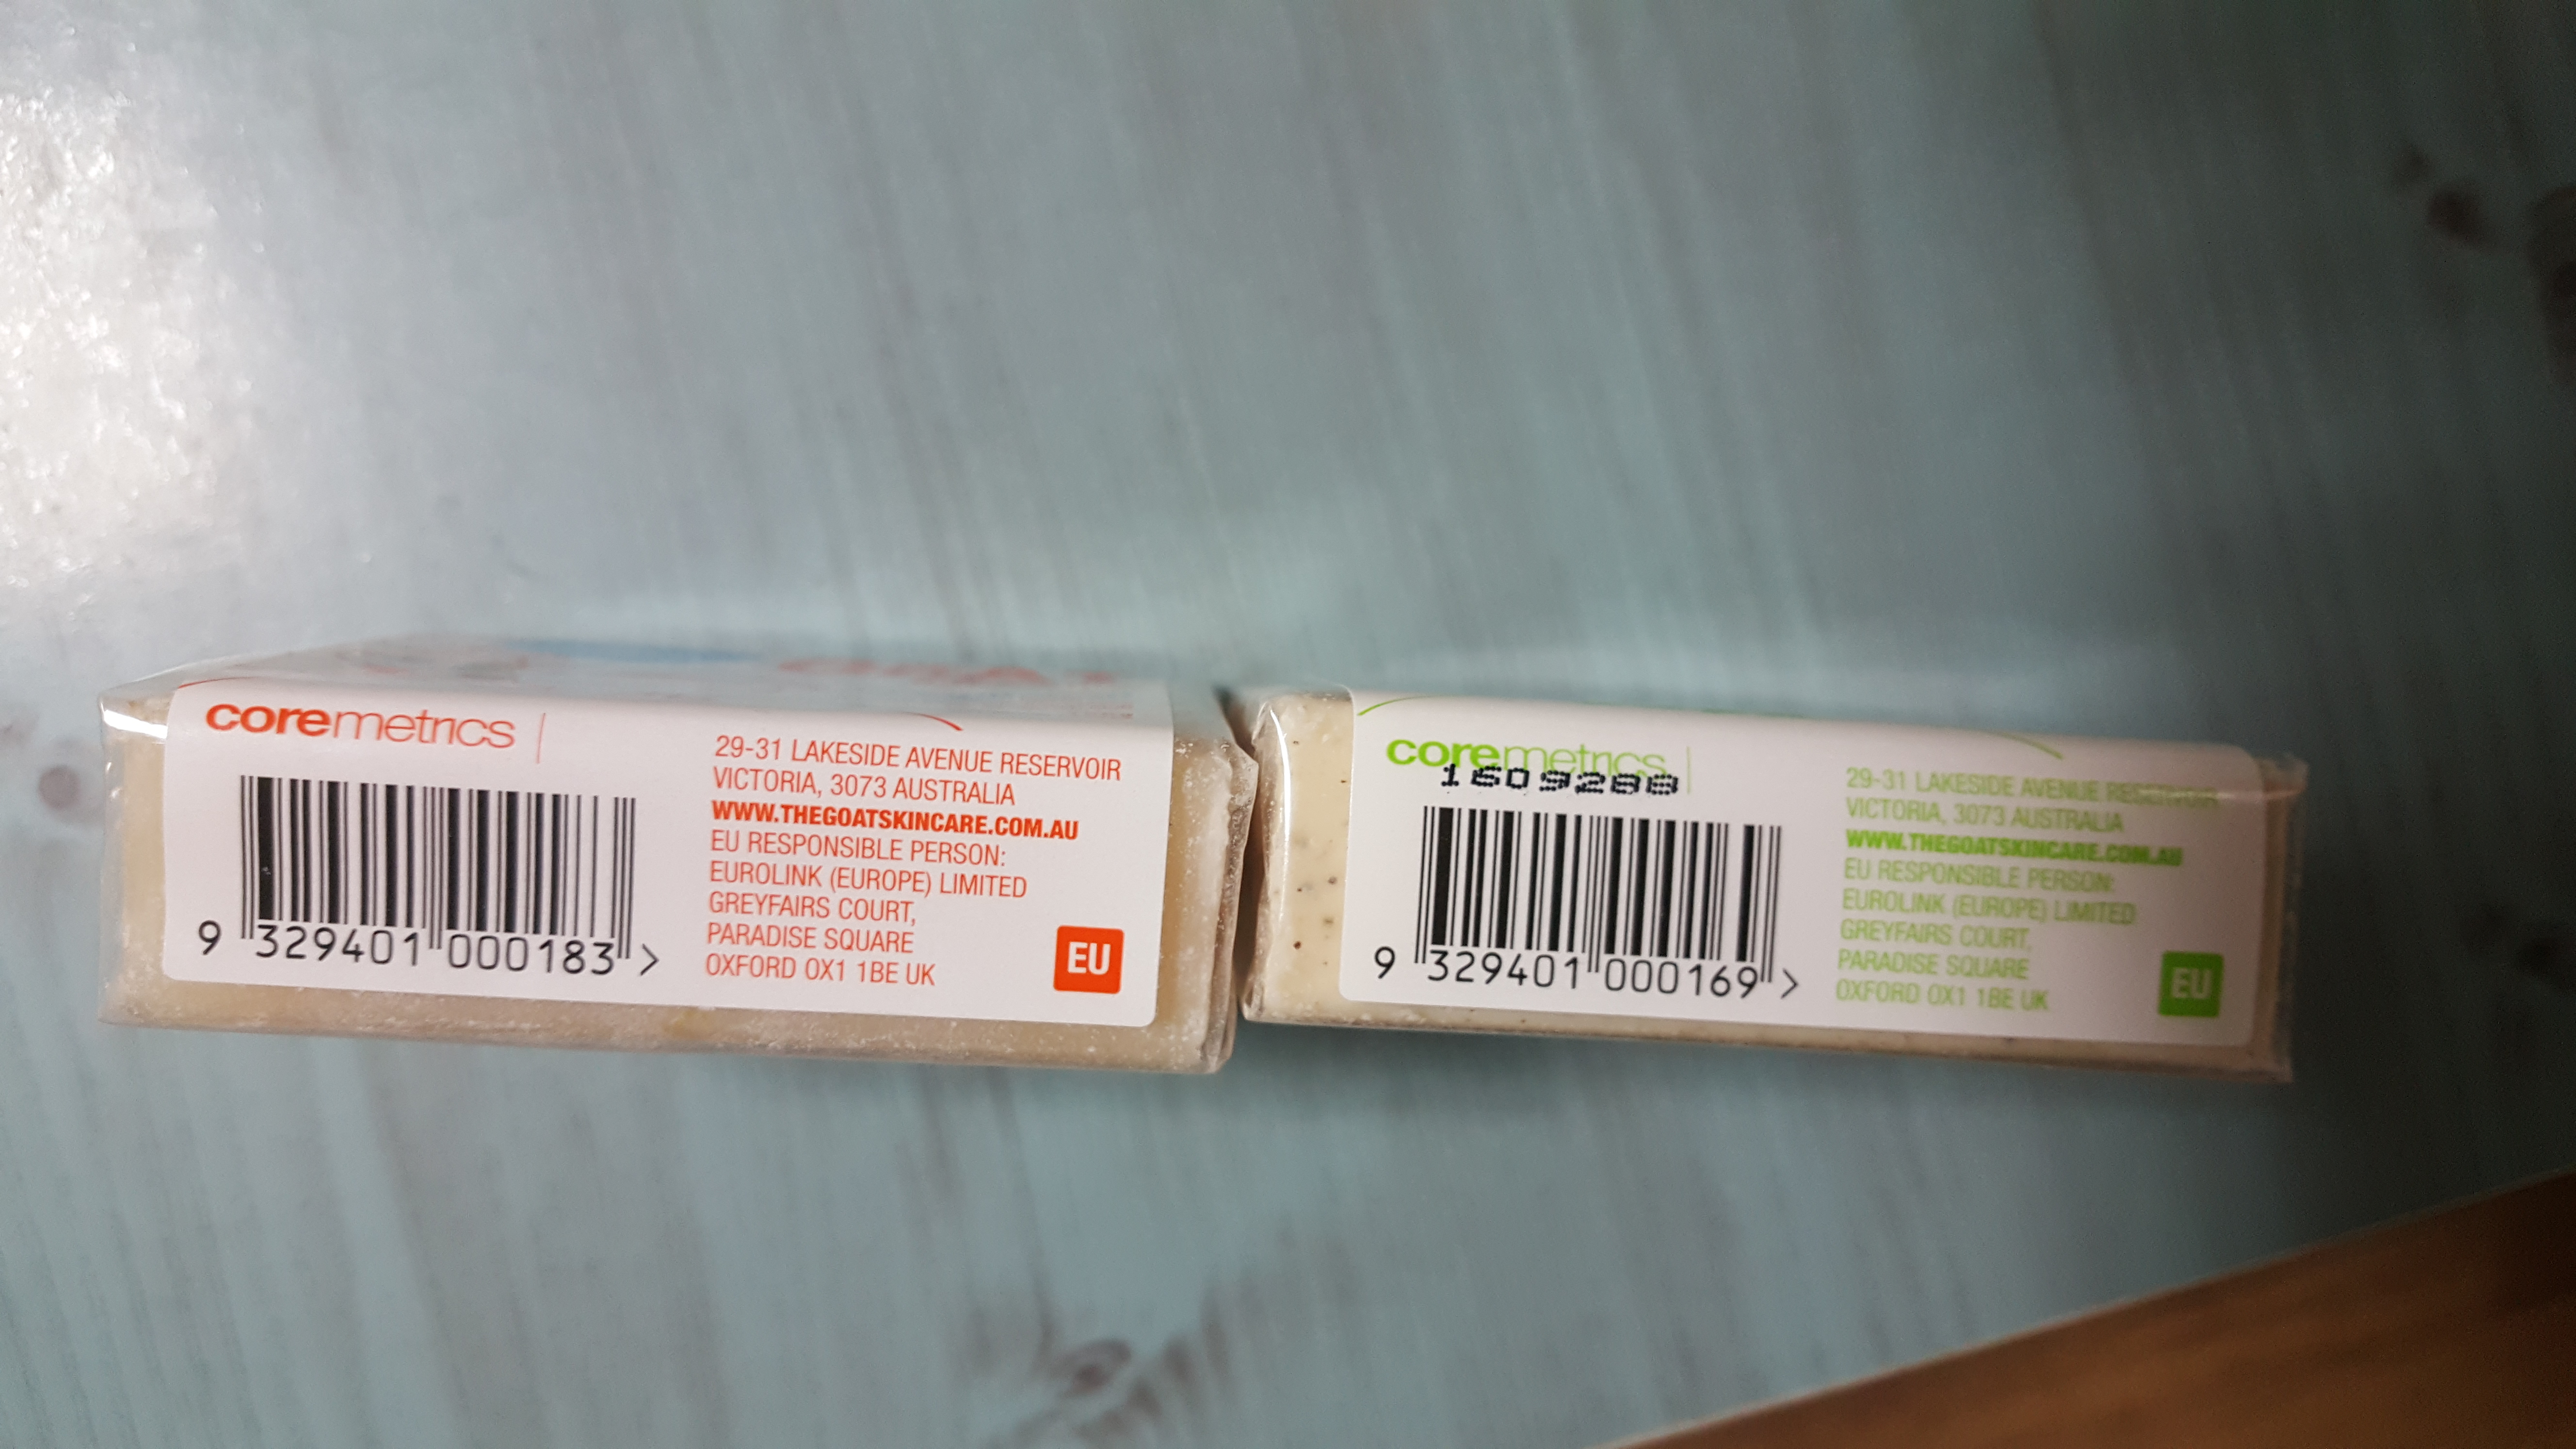 coremetrics
29-31 LAKESIDE AVENUE RESERVOIR
VICTORIA, 3073 AUSTRALIA
WWW.THEGOATSKINCARE.COM.AU
EU RESPONSIBLE PERSON:
EUROLINK (EUROPE) LIMITED
GREYFAIRS COURT,
PARADISE SQUARE
OXFORD OX1 1BE UK
EU
9 329401 000183 >
coremetrics
1609288
29-31 LAKESIDE AVENUE RESERVOIR
VICTORIA, 3073 AUSTRALIA
WWW.THEGOATSKINCARE.COM.AU
EU RESPONSIBLE PERSON:
EUROLINK (EUROPE) LIMITED
GREYFAIRS COURT,
PARADISE SQUARE
OXFORD OX1 1BE UK
EU
9 329401 000169 >